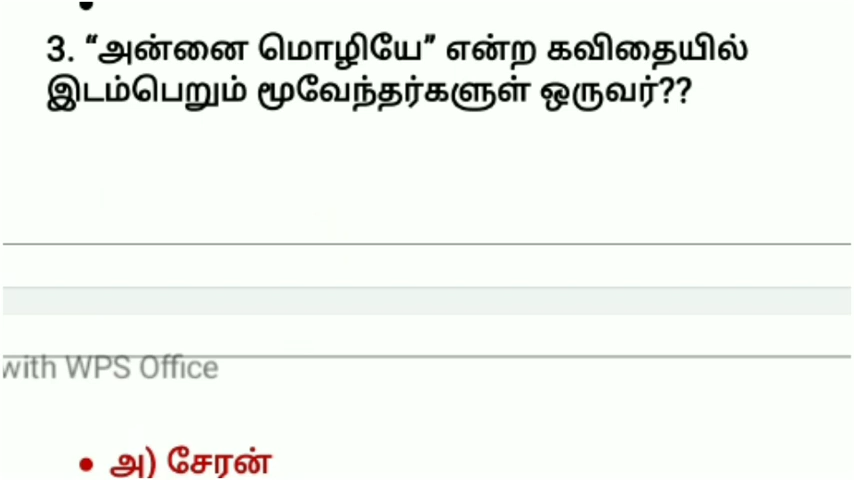 3. “அன்னை மொழியே” என்ற கவிதையில்
இடம்பெறும் மூவேந்தர்களுள் ஒருவர்??
with WPS Office
• அ) சேரன்